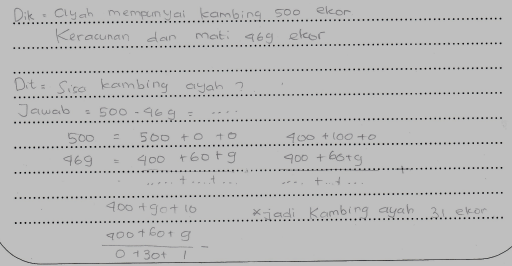 Dik = Ayah mempunyai kambing 500 ekor
Keracunan dan mati 469 ekor
Dit = Sisa kambing ayah ?
Jawab = 500 - 469 = ....
500 = 500 + 0 + 0 400 + 100 + 0
469 = 400 + 60 + 9 400 + 60 + 9
..... + ... + ... .... + .. + ... +
400 + 90 + 10 *jadi Kambing ayah 31 ekor
400 + 60 + 9
0 + 30 + 1 -